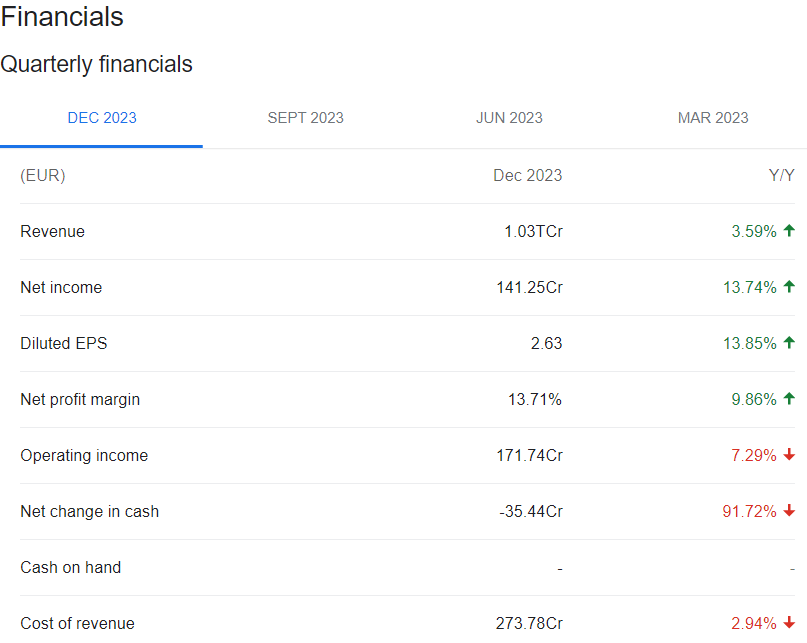 Financials
Quarterly financials
DEC 2023 SEPT 2023 JUN 2023 MAR 2023
(EUR) Dec 2023 Y/Y
Revenue 1.03TCr 3.59%
Net income 141.25Cr 13.74%
Diluted EPS 2.63 13.85%
Net profit margin 13.71% 9.86%
Operating income 171.74Cr 7.29%
Net change in cash -35.44Cr 91.72%
Cash on hand - -
Cost of revenue 273.78Cr 2.94%